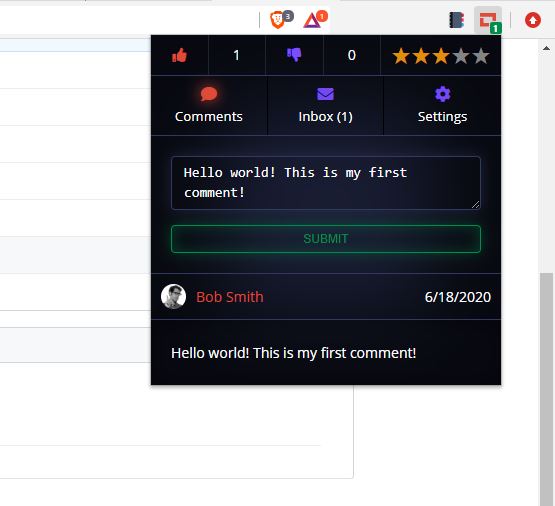 3
1
1
1
0
Comments
Inbox (1)
Settings
Hello world! This is my first
comment!
SUBMIT
Bob Smith
6/18/2020
Hello world! This is my first comment!